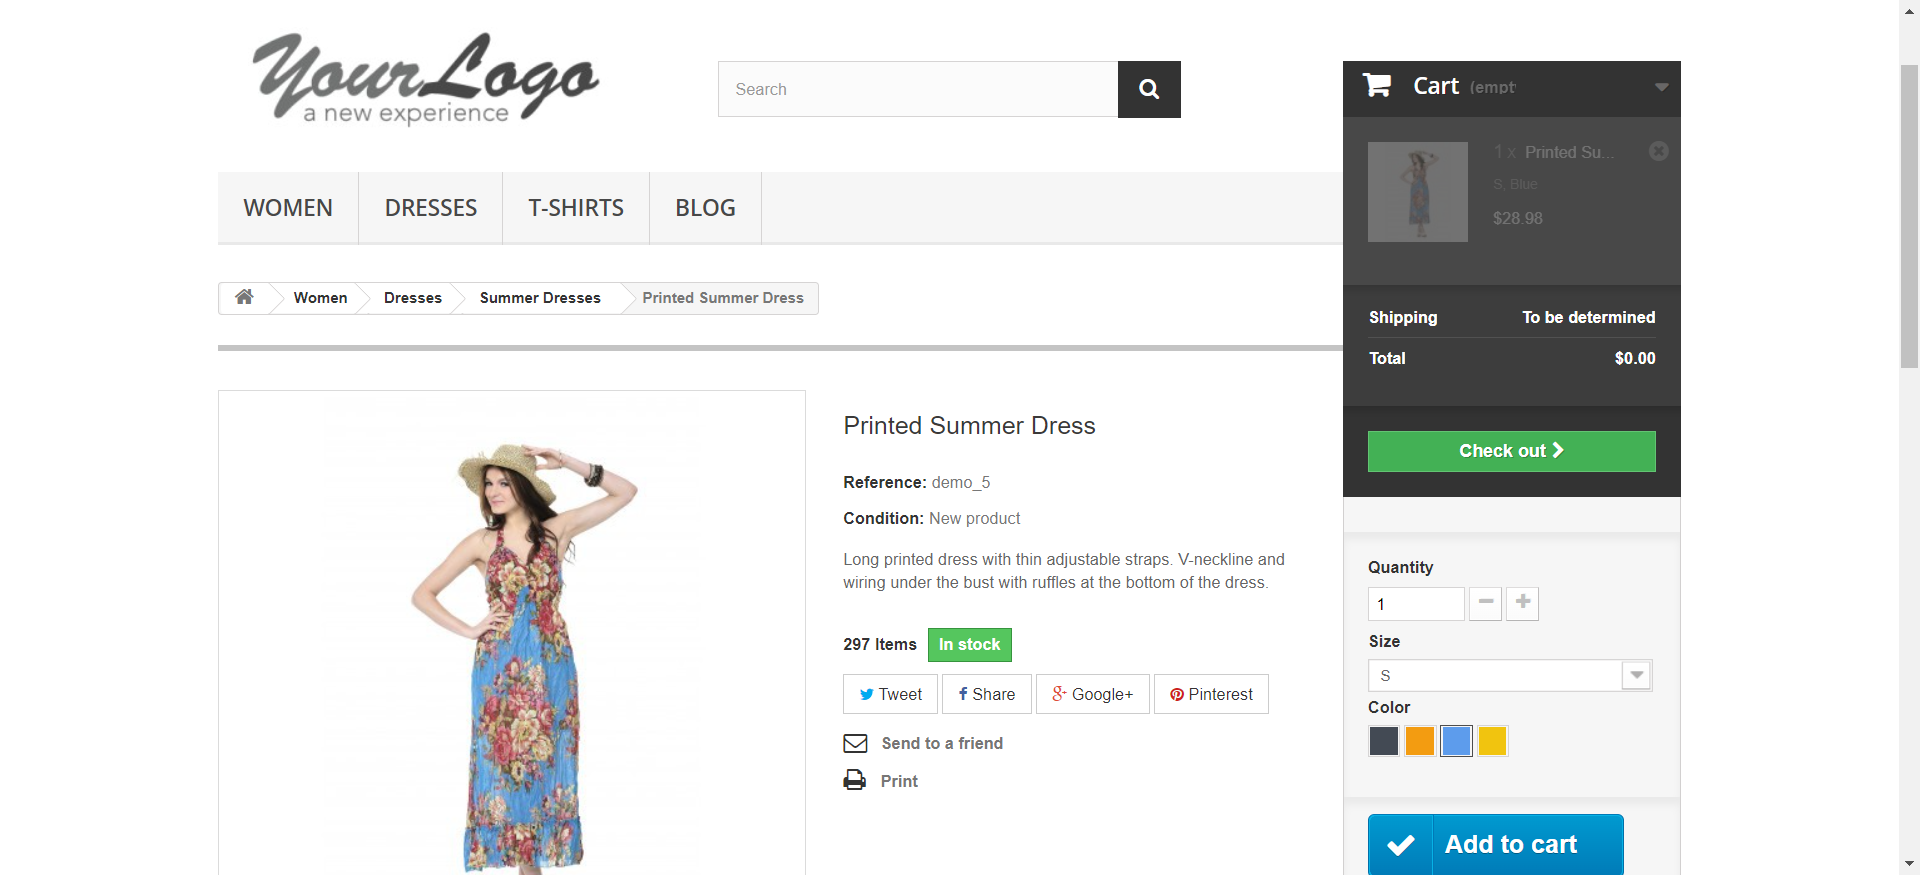 YourLogo
a new experience
Search
Cart (empt
1 x Printed Su...
S, Blue
$28.98
WOMEN DRESSES T-SHIRTS BLOG
Women Dresses Summer Dresses Printed Summer Dress
Shipping To be determined
Total $0.00
Check out
Printed Summer Dress
Reference: demo_5
Condition: New product
Long printed dress with thin adjustable straps. V-neckline and
wiring under the bust with ruffles at the bottom of the dress.
297 Items In stock
Tweet Share Google+ Pinterest
Send to a friend
Print
Quantity
1
Size
S
Color
Add to cart